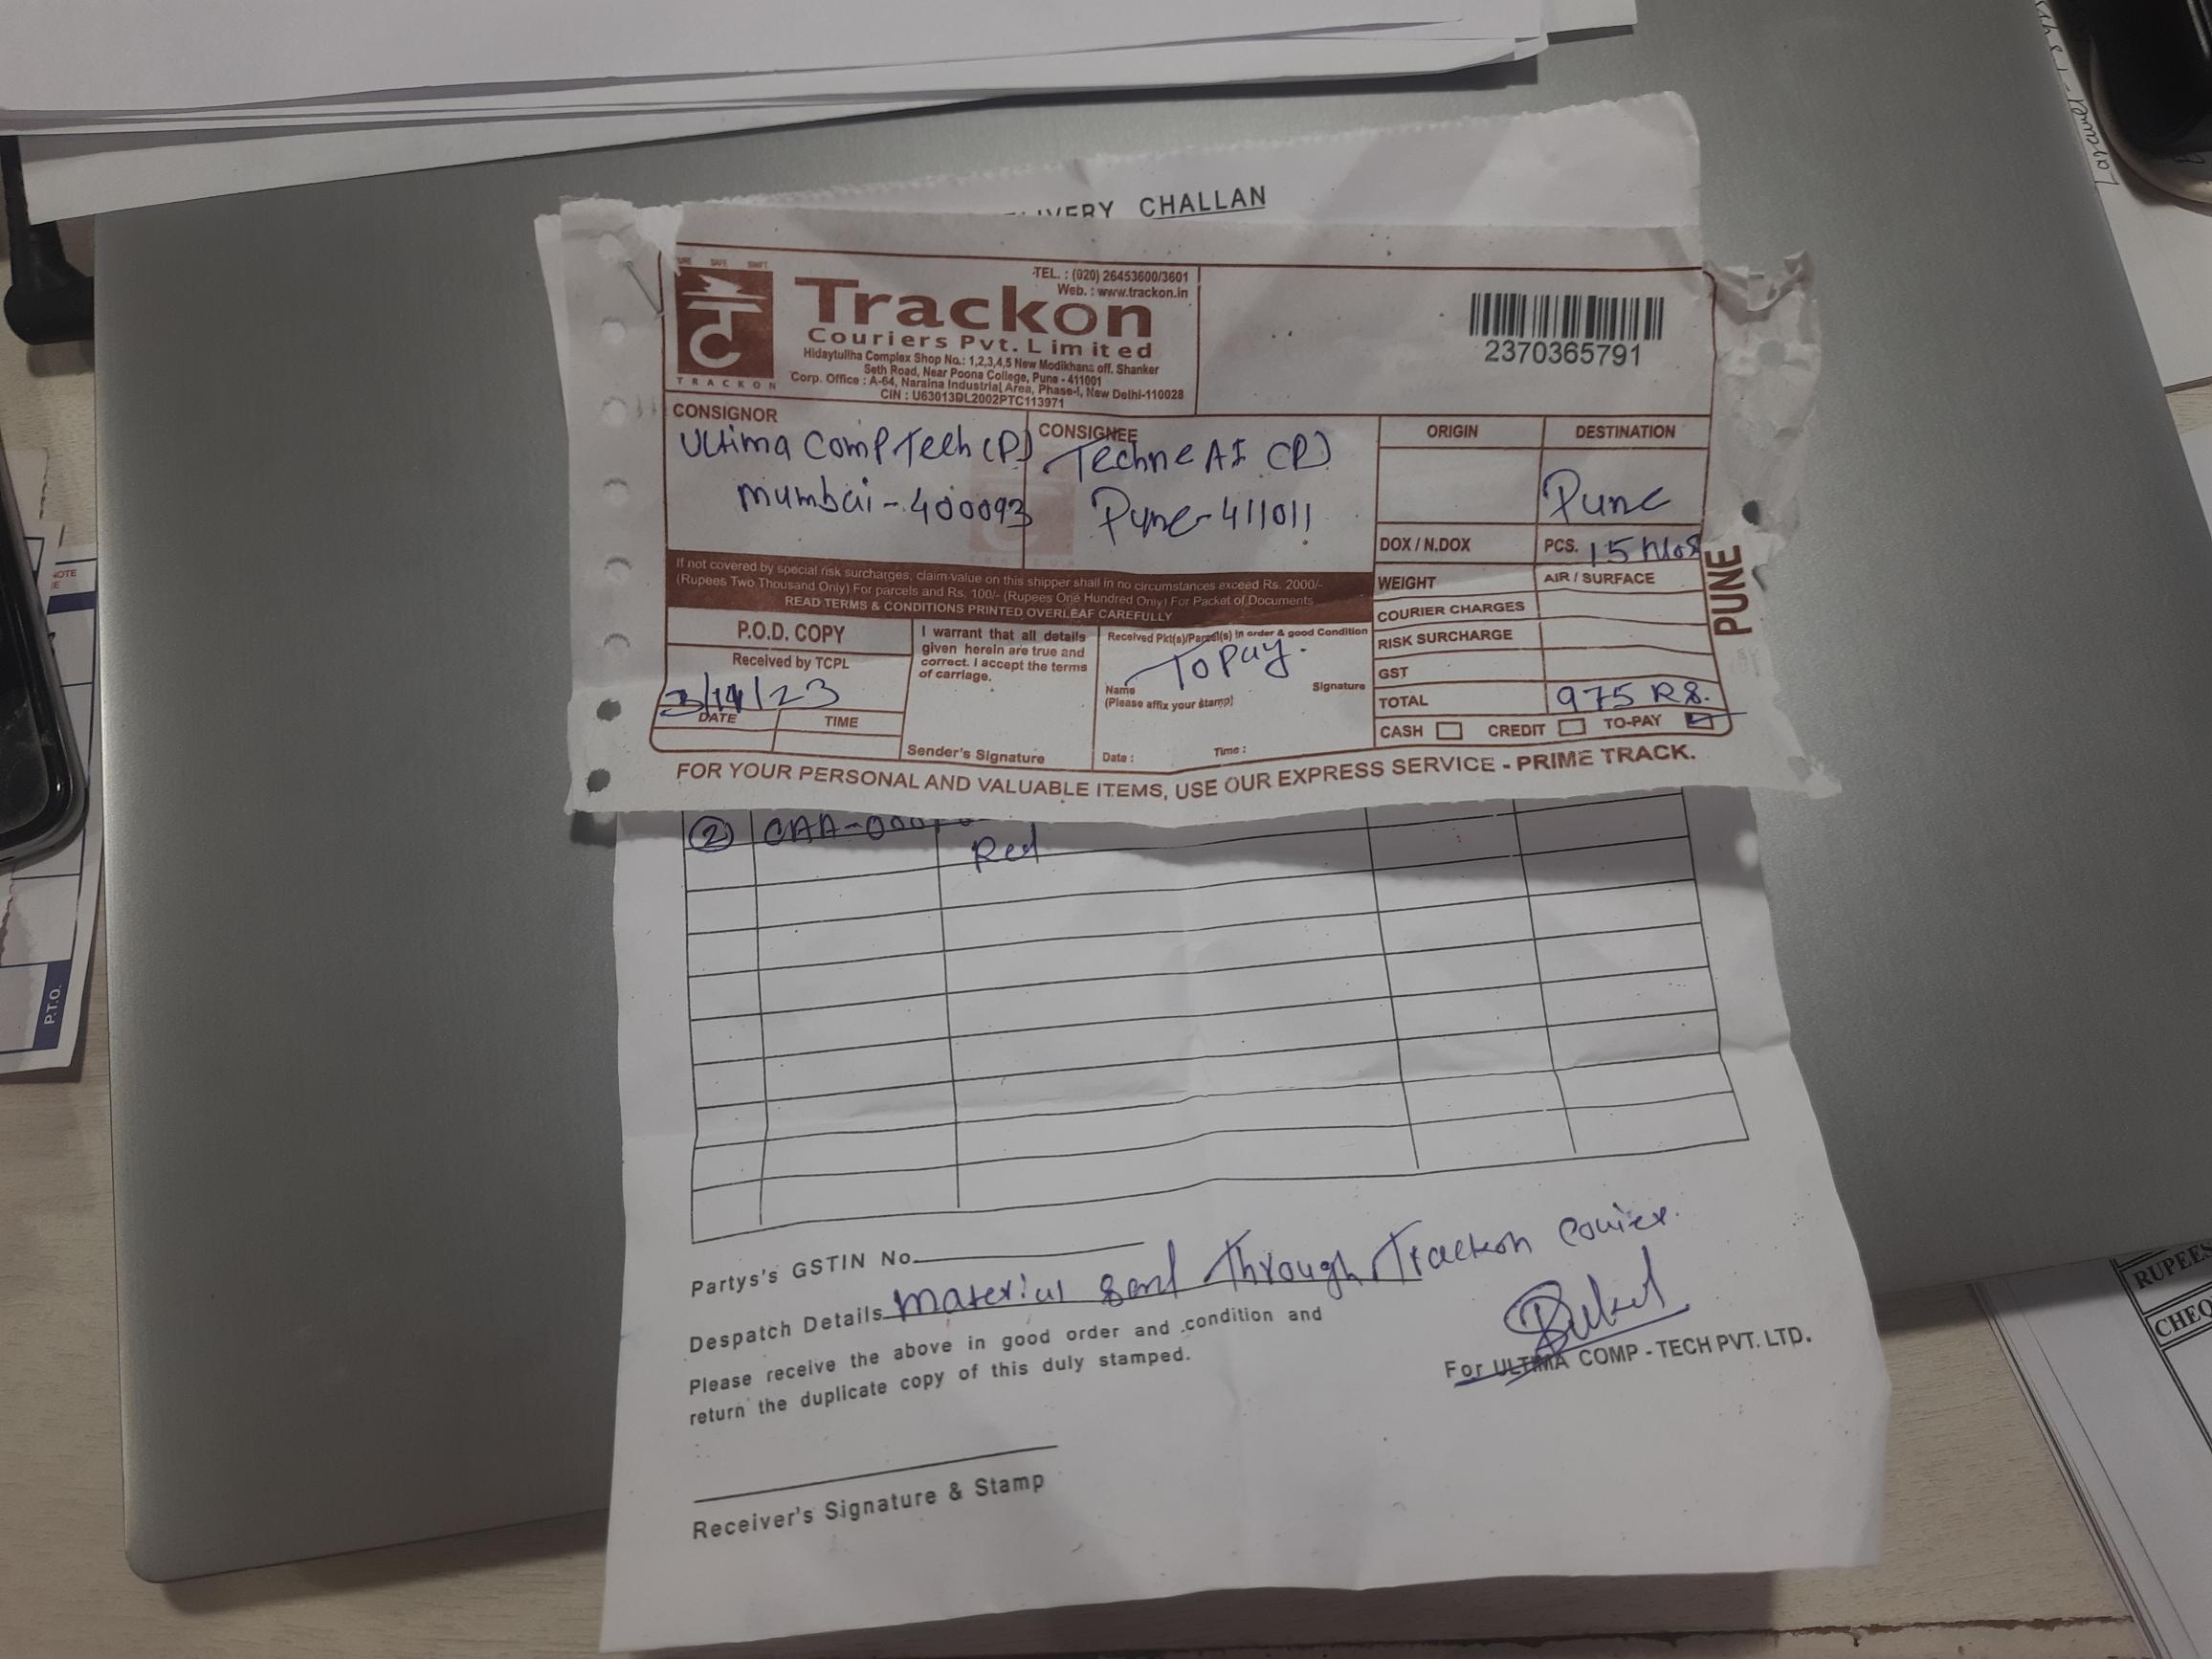 DELIVERY CHALLAN
TEL. : (020) 26453600/3601
Web. : www.trackon.in
SAFE SWIFT
Trackon
Couriers Pvt. Limited
Hidaytullha Complex Shop No.: 1,2,3,4,5 New Modikhana off. Shanker
Seth Road, Near Poona College, Pune - 411001
Corp. Office : A-64, Naraina Industrial Area, Phase-I, New Delhi-110028
CIN : U63013DL2002PTC113971
TRACKON
2370365791
CONSIGNOR
Ultima Comp Tech (P)
Mumbai - 400093
CONSIGNEE
Techne AI (P)
Pune - 411011
ORIGIN
DESTINATION
Pune
DOX / N.DOX
PCS. 15 Nos
WEIGHT
AIR / SURFACE
COURIER CHARGES
RISK SURCHARGE
GST
TOTAL
975 RS.
CASH CREDIT TO-PAY
PUNE
If not covered by special risk surcharges, claim-value on this shipper shall in no circumstances exceed Rs. 2000/-
(Rupees Two Thousand Only) For parcels and Rs. 100/- (Rupees One Hundred Only) For Packet of Documents
READ TERMS & CONDITIONS PRINTED OVERLEAF CAREFULLY
P.O.D. COPY
Received by TCPL
DATE
TIME
I warrant that all details
given herein are true and
correct. I accept the terms
of carriage.
Sender's Signature
Received Pkt(s)/Parcel(s) in order & good Condition
To Pay.
Name
Signature
(Please affix your stamp)
Date :
Time :
FOR YOUR PERSONAL AND VALUABLE ITEMS, USE OUR EXPRESS SERVICE - PRIME TRACK.
2
Red
Partys's GSTIN No.
Despatch Details Material send Through Trackon Courier.
Please receive the above in good order and condition and
return the duplicate copy of this duly stamped.
For ULTIMA COMP - TECH PVT. LTD.
Receiver's Signature & Stamp
P.T.O.
RUPEES